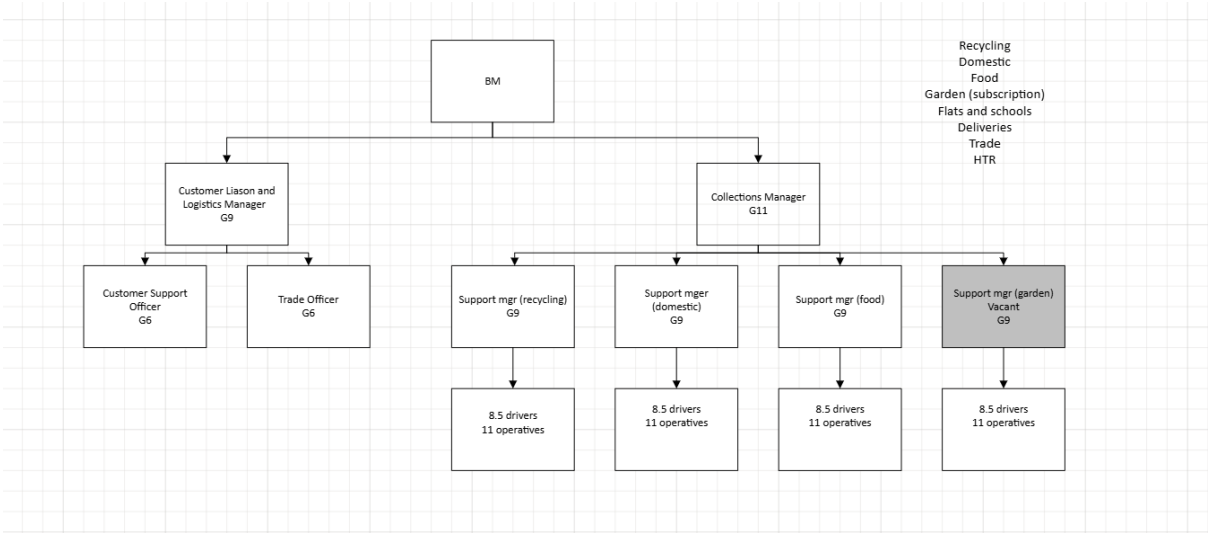 BM
Recycling
Domestic
Food
Garden (subscription)
Flats and schools
Deliveries
Trade
HTR
Customer Liason and
Logistics Manager
G9
Collections Manager
G11
Customer Support
Officer
G6
Trade Officer
G6
Support mgr (recycling)
G9
Support mger
(domestic)
G9
Support mgr (food)
G9
Support mgr (garden)
Vacant
G9
8.5 drivers
11 operatives
8.5 drivers
11 operatives
8.5 drivers
11 operatives
8.5 drivers
11 operatives